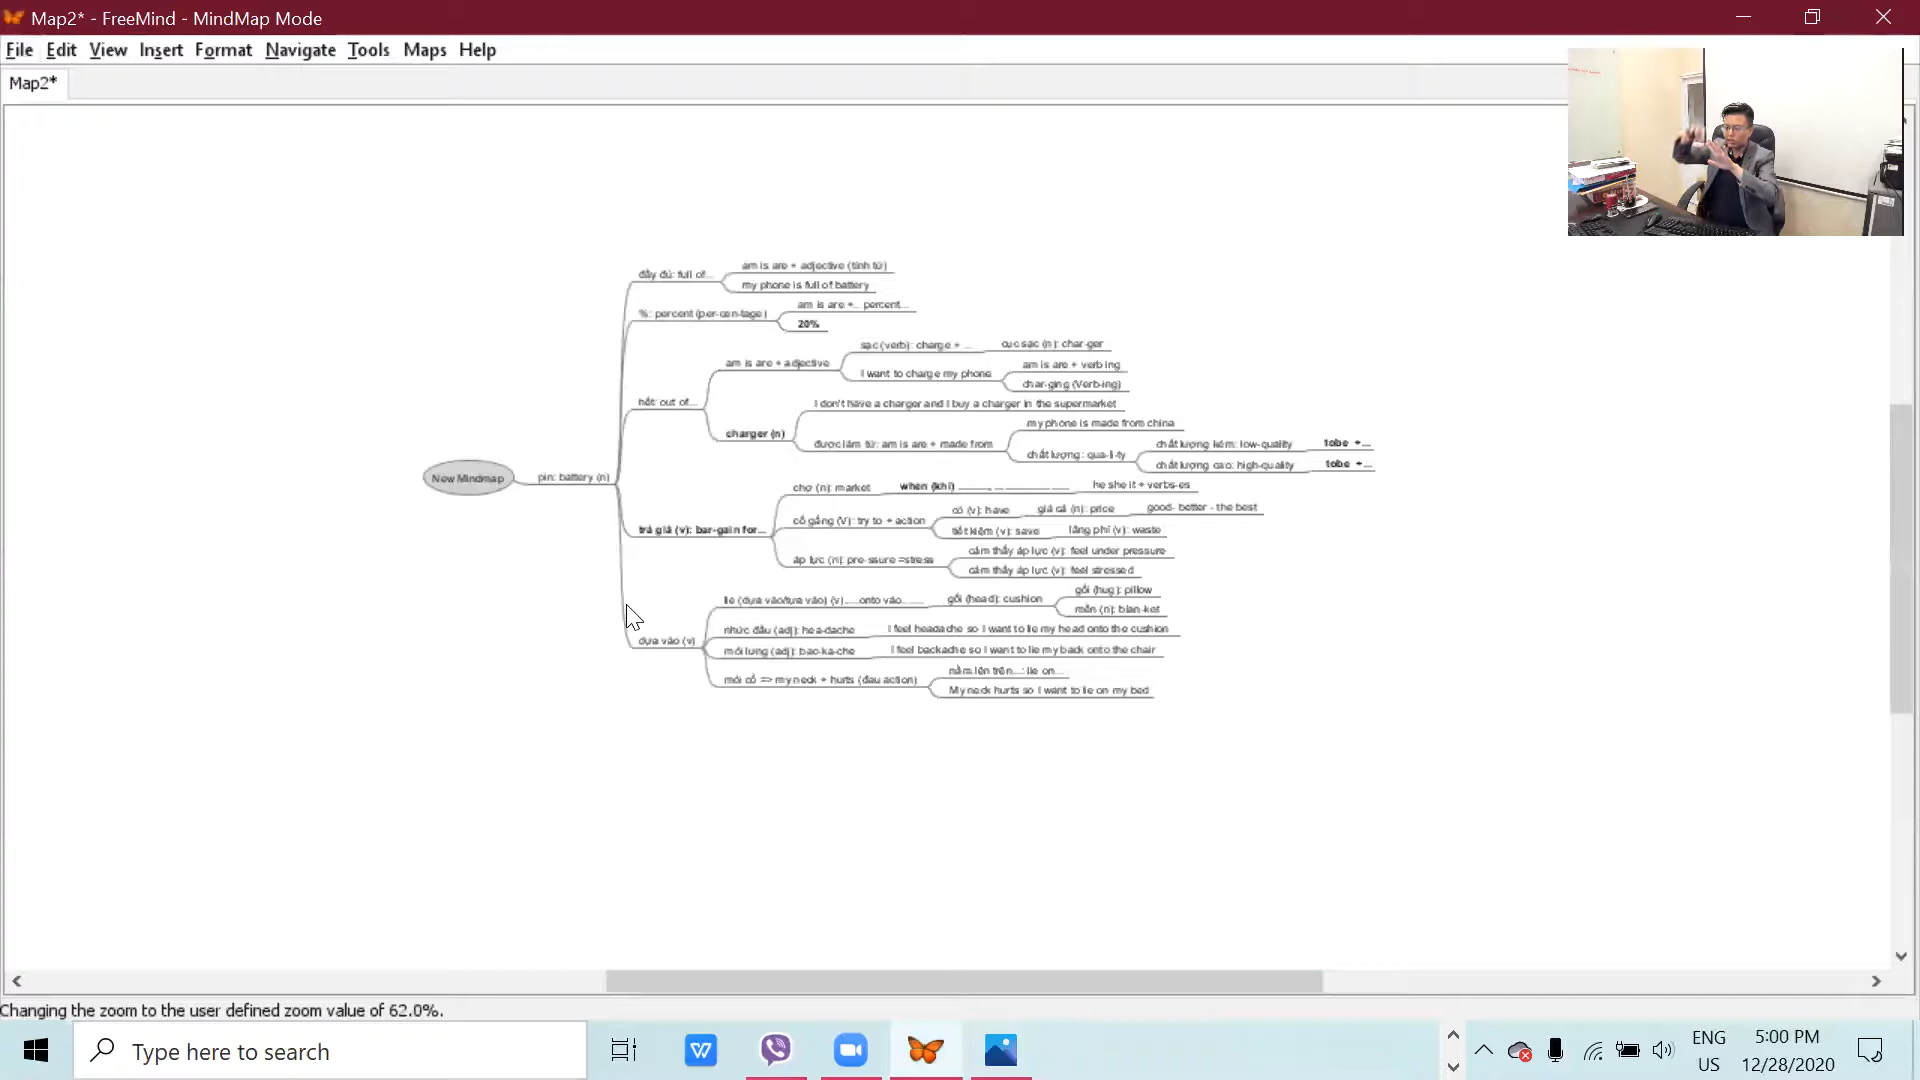 Map2* - FreeMind - MindMap Mode
File Edit View Insert Format Navigate Tools Maps Help
Map2*
New Mindmap
pin: battery (n)
đầy đủ: full of...
am is are + adjective (tính từ)
my phone is full of battery
%: percent (per-cen-tage)
am is are +.. percent...
20%
hết: out of...
am is are + adjective
sạc (verb): charge + ...
cục sạc (n): char-ger
I want to charge my phone
am is are + verb ing
char-ging (Verb-ing)
charger (n)
I don't have a charger and I buy a charger in the supermarket
được làm từ: am is are + made from
my phone is made from china
chất lượng: qua-li-ty
chất lượng kém: low-quality
tobe +...
chất lượng cao: high-quality
tobe +...
trả giá (v): bar-gain for...
chợ (n): market
when (khi) ______, __ ___________
he she it + verbs-es
cố gắng (V): try to + action
có (v): have
giá cả (n): price
good- better - the best
tiết kiệm (v): save
lãng phí (v): waste
áp lực (n): pre-ssure =stress
cảm thấy áp lực (v): feel under pressure
cảm thấy áp lực (v): feel stressed
dựa vào (v)
lie (dựa vào/tựa vào) (v).....onto vào.......
gối (head): cushion
gối (hug): pillow
mền (n): blan-ket
nhức đầu (adj): hea-dache
I feel headache so I want to lie my head onto the cushion
mỏi lưng (adj): bac-ka-che
I feel backache so I want to lie my back onto the chair
mỏi cổ => my neck + hurts (đau action)
nằm lên trên...: lie on...
My neck hurts so I want to lie on my bed
Changing the zoom to the user defined zoom value of 62.0%.
Type here to search
ENG
US
5:00 PM
12/28/2020